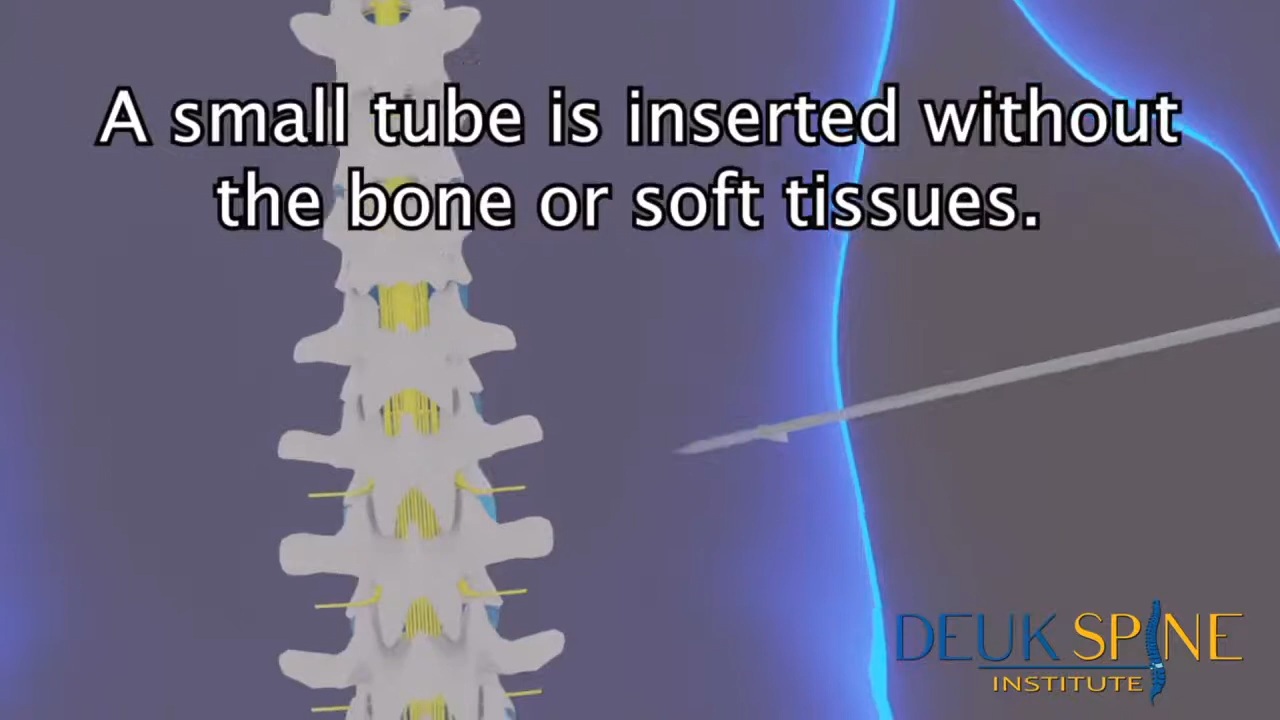 A small tube is inserted without
the bone or soft tissues.
DEUK SPINE
INSTITUTE